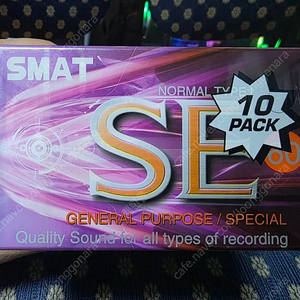 SMAT
NORMAL TYPE I
10
PACK
SE
GENERAL PURPOSE / SPECIAL
Quality Sound for all types of recording